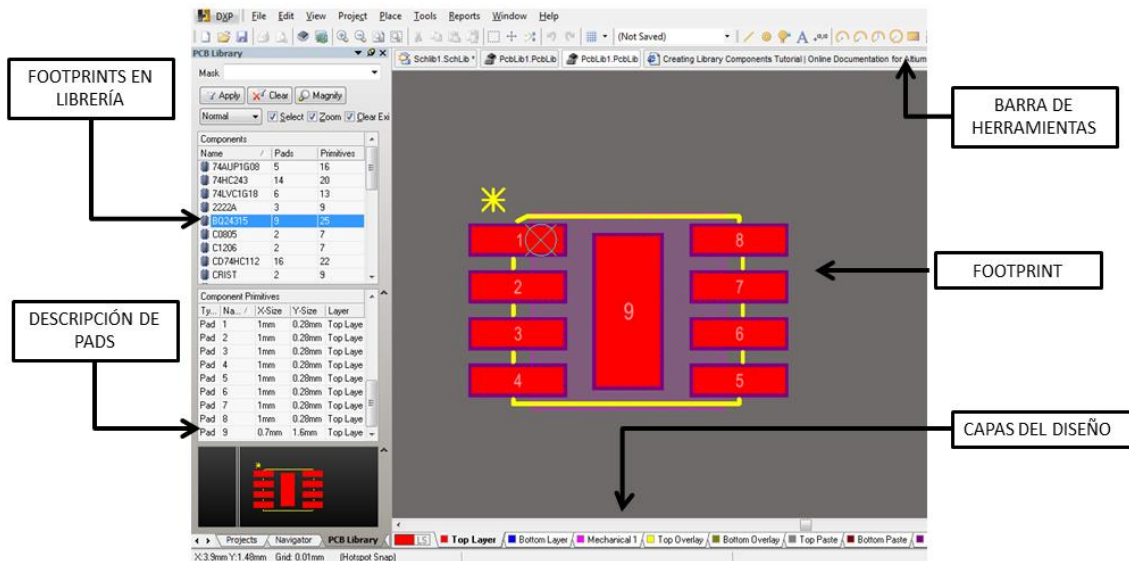 DXP File Edit View Project Place Tools Reports Window Help
(Not Saved)
PCB Library
Schlib1.SchLib * PcbLib1.PcbLib PcbLib1.PcbLib Creating Library Components Tutorial | Online Documentation for Altium
Mask
Apply Clear Magnify
Normal Select Zoom Clear Exi
Components
Name / Pads Primitives
74AUP1G08 5 16
74HC243 14 20
74LVC1G18 6 13
2222A 3 9
BQ24315 9 25
C0805 2 7
C1206 2 7
CD74HC112 16 22
CRIST 2 9
Component Primitives
Ty... Na... / X-Size Y-Size Layer
Pad 1 1mm 0.28mm Top Laye
Pad 2 1mm 0.28mm Top Laye
Pad 3 1mm 0.28mm Top Laye
Pad 4 1mm 0.28mm Top Laye
Pad 5 1mm 0.28mm Top Laye
Pad 6 1mm 0.28mm Top Laye
Pad 7 1mm 0.28mm Top Laye
Pad 8 1mm 0.28mm Top Laye
Pad 9 0.7mm 1.6mm Top Laye
Projects Navigator PCB Library
X:3.9mm Y:1.48mm Grid: 0.01mm (Hotspot Snap)
1
2
3
4
9
8
7
6
5
LS Top Layer Bottom Layer Mechanical 1 Top Overlay Bottom Overlay Top Paste Bottom Paste
FOOTPRINTS EN
LIBRERÍA
DESCRIPCIÓN DE
PADS
BARRA DE
HERRAMIENTAS
FOOTPRINT
CAPAS DEL DISEÑO